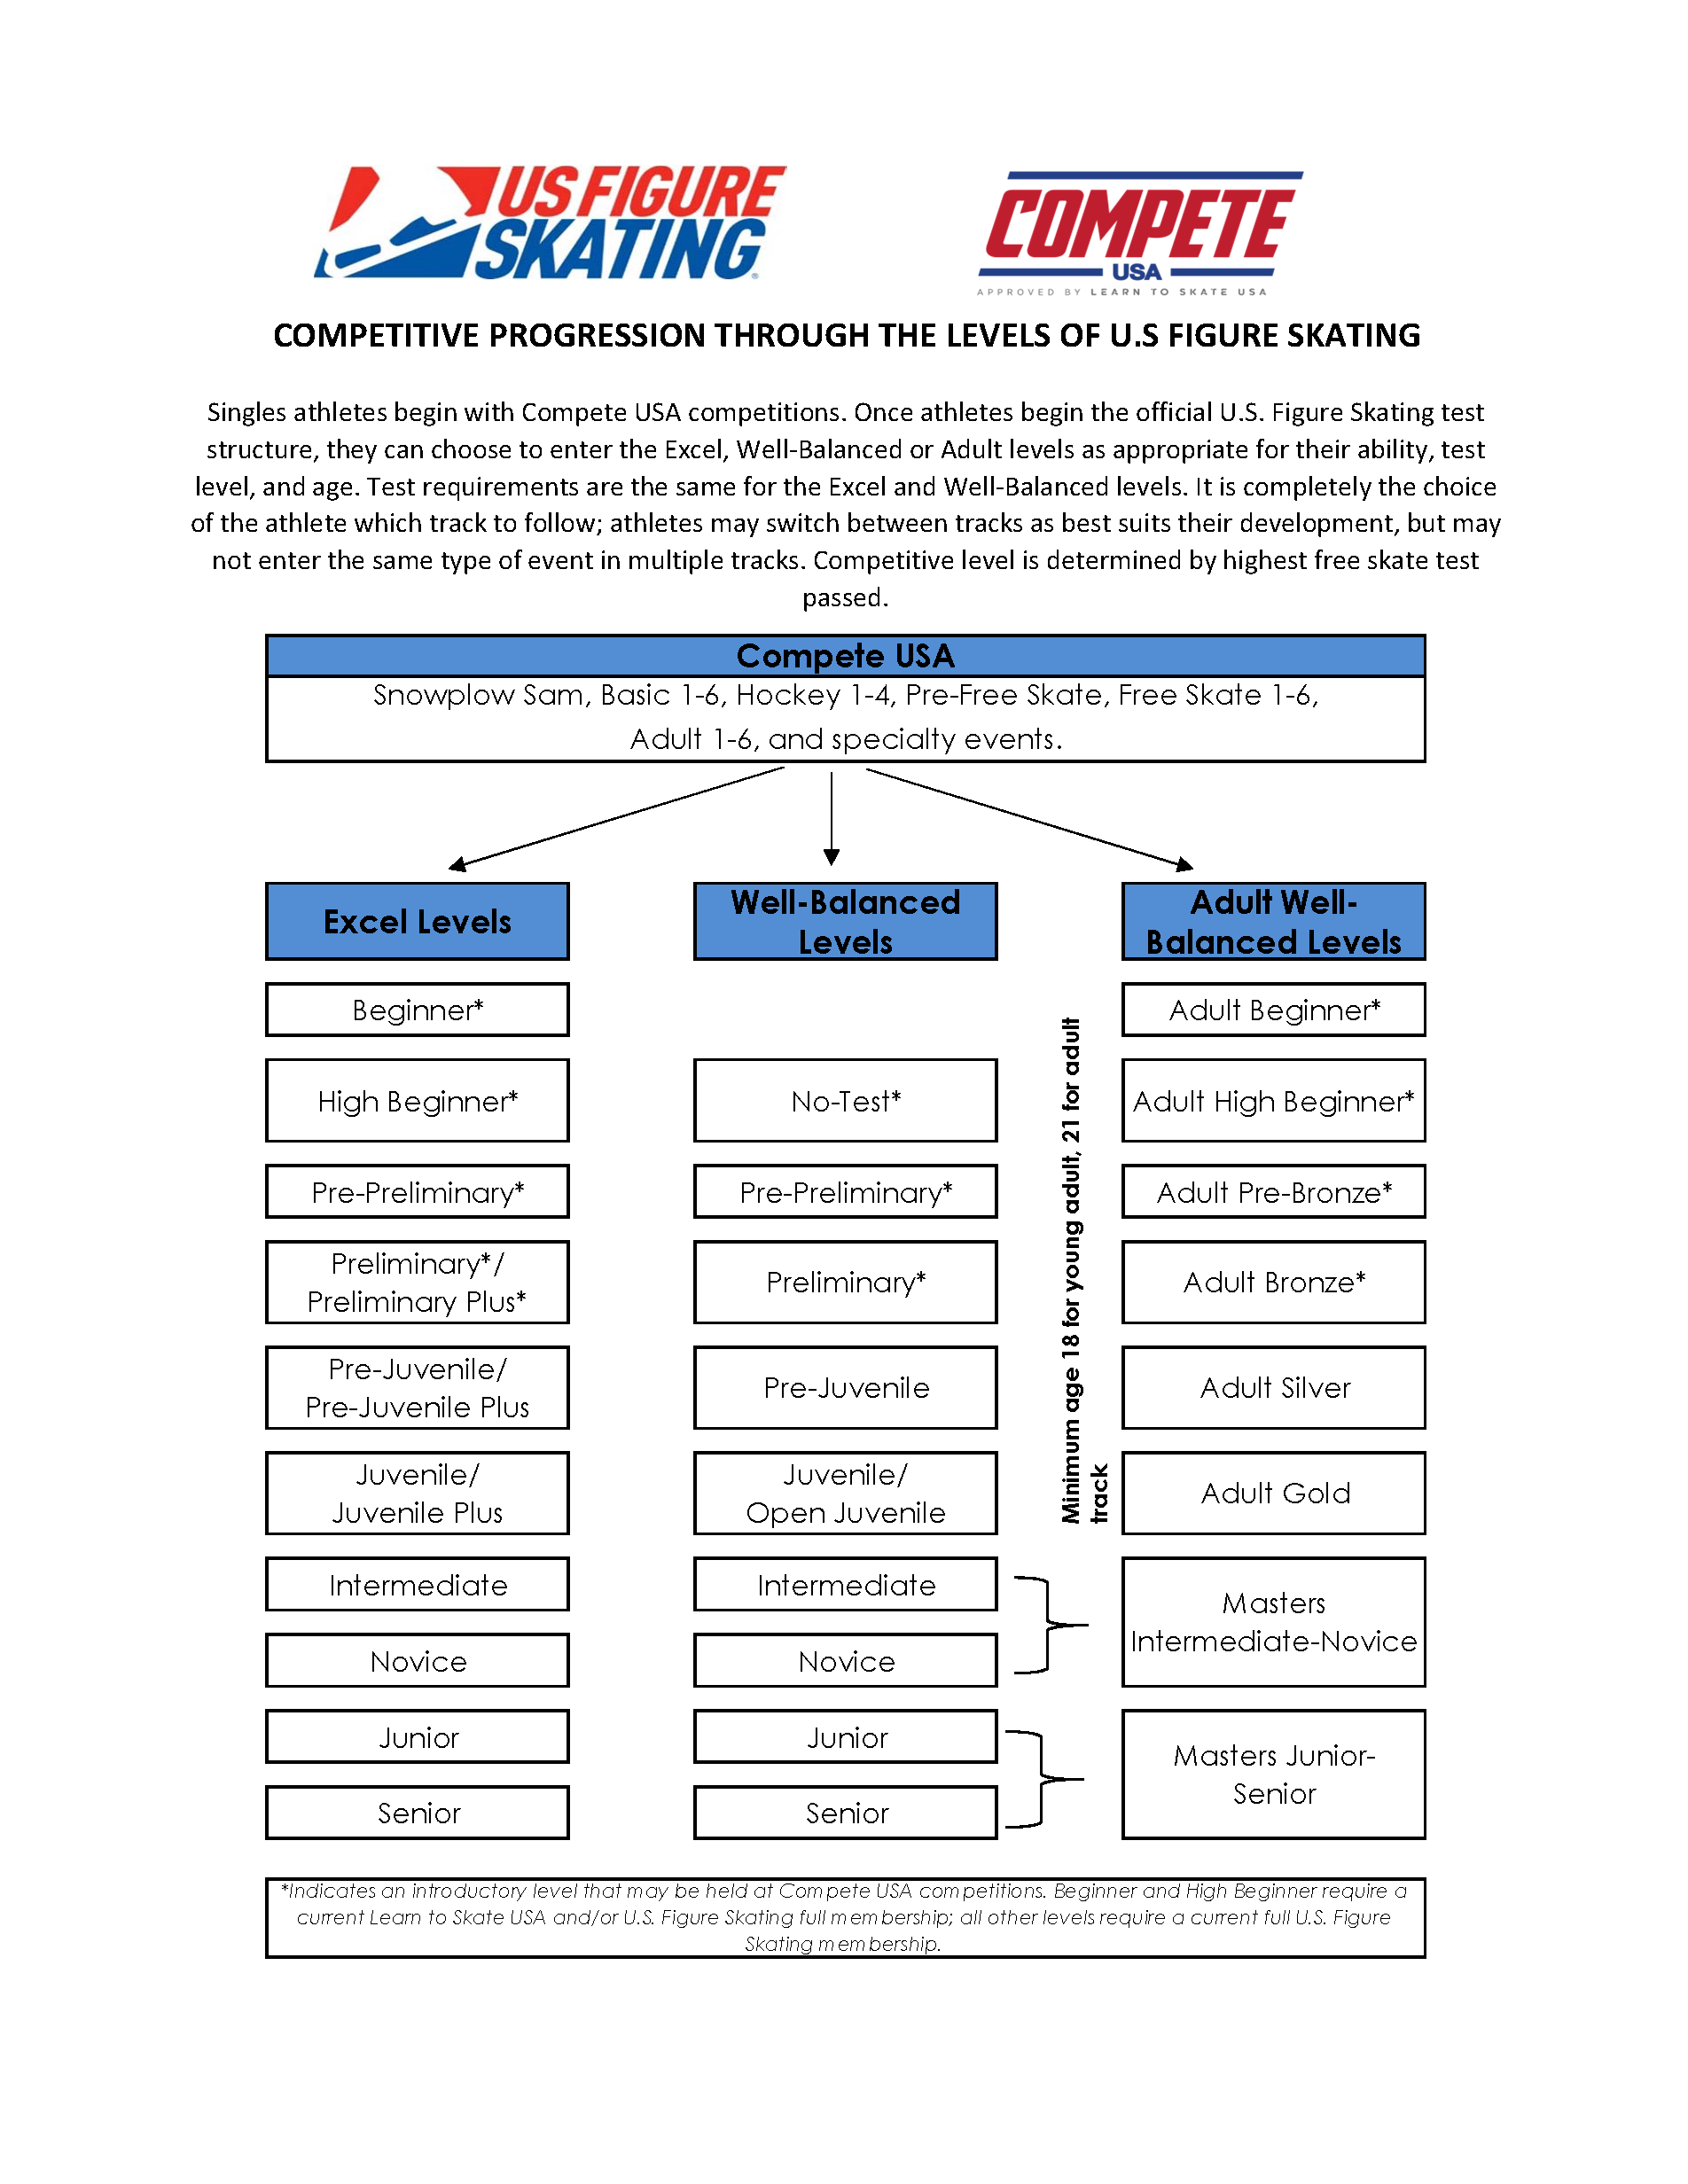 US FIGURE
SKATING
COMPETE
USA
APPROVED BY LEARN TO SKATE USA
COMPETITIVE PROGRESSION THROUGH THE LEVELS OF U.S FIGURE SKATING
Singles athletes begin with Compete USA competitions. Once athletes begin the official U.S. Figure Skating test
structure, they can choose to enter the Excel, Well-Balanced or Adult levels as appropriate for their ability, test
level, and age. Test requirements are the same for the Excel and Well-Balanced levels. It is completely the choice
of the athlete which track to follow; athletes may switch between tracks as best suits their development, but may
not enter the same type of event in multiple tracks. Competitive level is determined by highest free skate test
passed.
Compete USA
Snowplow Sam, Basic 1-6, Hockey 1-4, Pre-Free Skate, Free Skate 1-6,
Adult 1-6, and specialty events.
Excel Levels
Beginner*
High Beginner*
Pre-Preliminary*
Preliminary*/
Preliminary Plus*
Pre-Juvenile/
Pre-Juvenile Plus
Juvenile/
Juvenile Plus
Intermediate
Novice
Junior
Senior
Well-Balanced
Levels
No-Test*
Pre-Preliminary*
Preliminary*
Pre-Juvenile
Juvenile/
Open Juvenile
Intermediate
Novice
Junior
Senior
Minimum age 18 for young adult, 21 for adult
track
Adult Well-
Balanced Levels
Adult Beginner*
Adult High Beginner*
Adult Pre-Bronze*
Adult Bronze*
Adult Silver
Adult Gold
Masters
Intermediate-Novice
Masters Junior-
Senior
*Indicates an introductory level that may be held at Compete USA competitions. Beginner and High Beginner require a
current Learn to Skate USA and/or U.S. Figure Skating full membership; all other levels require a current full U.S. Figure
Skating membership.